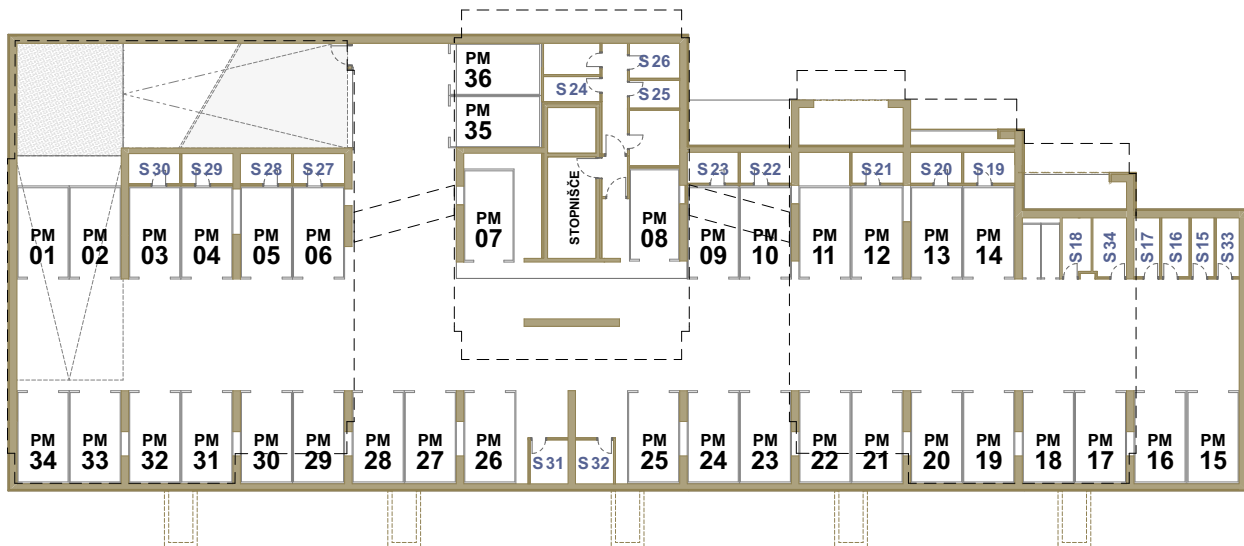 PM
36
S 26
S 24
S 25
PM
35
S 30
S 29
S 28
S 27
S 23
S 22
S 21
S 20
S 19
STOPNIŠČE
PM
01
PM
02
PM
03
PM
04
PM
05
PM
06
PM
07
PM
08
PM
09
PM
10
PM
11
PM
12
PM
13
PM
14
S 18
S 34
S 17
S 16
S 15
S 33
PM
34
PM
33
PM
32
PM
31
PM
30
PM
29
PM
28
PM
27
PM
26
S 31
S 32
PM
25
PM
24
PM
23
PM
22
PM
21
PM
20
PM
19
PM
18
PM
17
PM
16
PM
15